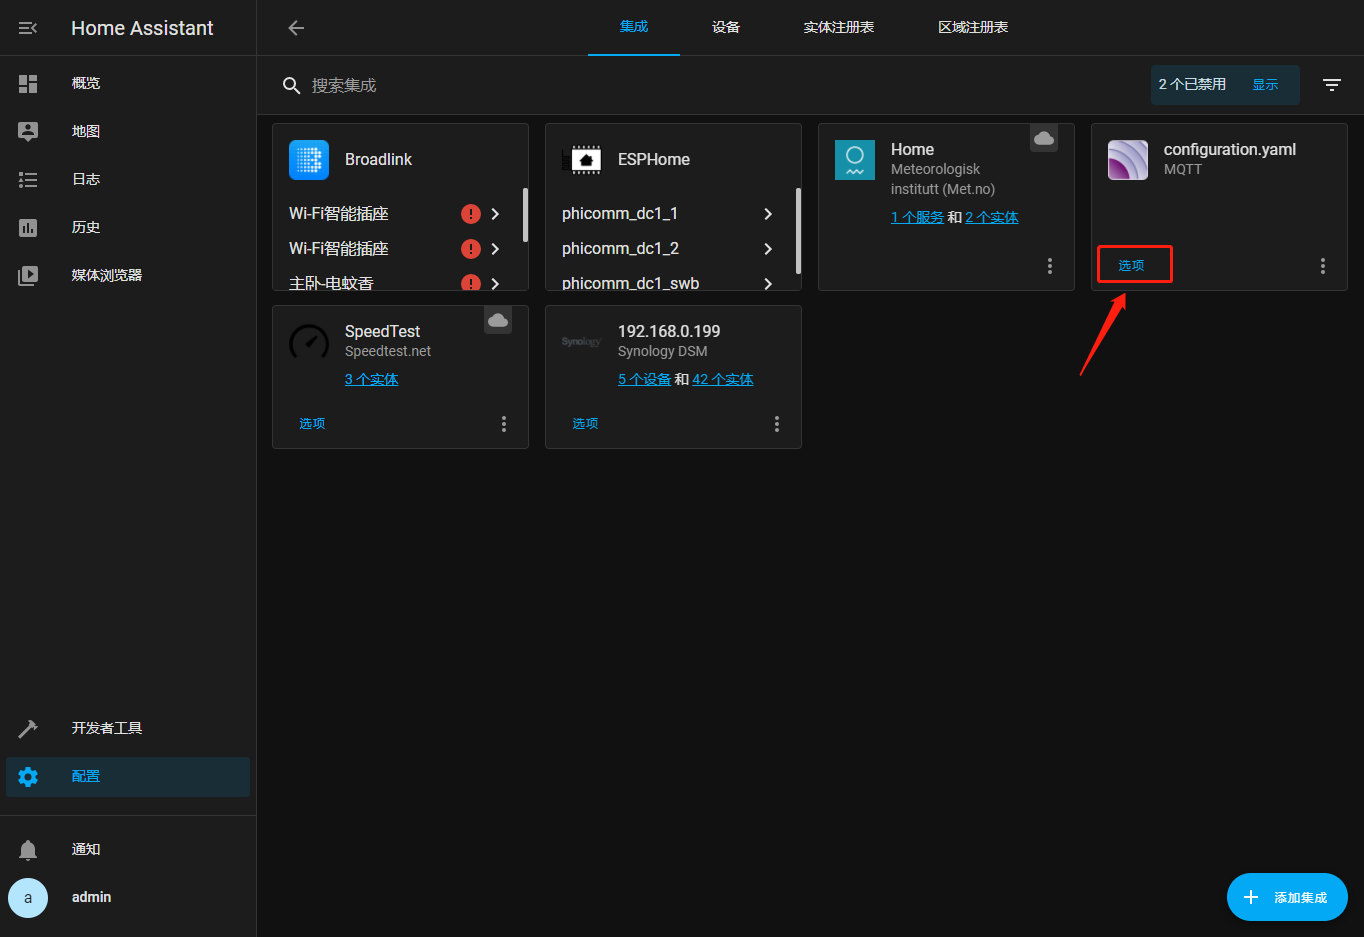 Home Assistant
概览
地图
日志
历史
媒体浏览器
开发者工具
配置
通知
a
admin
集成
设备
实体注册表
区域注册表
搜索集成
2 个已禁用
显示
Broadlink
Wi-Fi智能插座
Wi-Fi智能插座
主卧-电蚊香
ESPHome
phicomm_dc1_1
phicomm_dc1_2
phicomm_dc1_swb
Home
Meteorologisk
institutt (Met.no)
1 个服务 和 2 个实体
configuration.yaml
MQTT
选项
SpeedTest
Speedtest.net
3 个实体
选项
Synology
192.168.0.199
Synology DSM
5 个设备 和 42 个实体
选项
添加集成